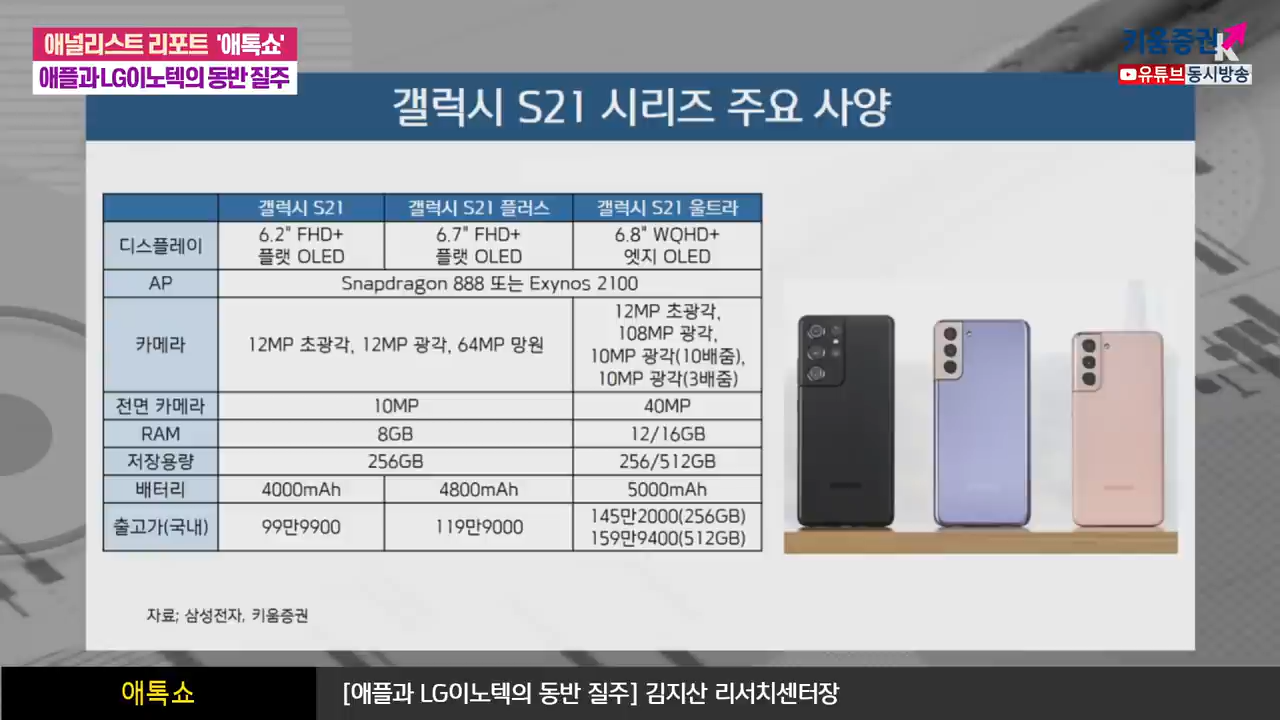 애널리스트 리포트 '애톡쇼'
애플과 LG이노텍의 동반 질주
키움증권
유튜브 동시방송
갤럭시 S21 시리즈 주요 사양
갤럭시 S21 갤럭시 S21 플러스 갤럭시 S21 울트라
디스플레이 6.2" FHD+ 플랫 OLED 6.7" FHD+ 플랫 OLED 6.8" WQHD+ 엣지 OLED
AP Snapdragon 888 또는 Exynos 2100
카메라 12MP 초광각, 12MP 광각, 64MP 망원 12MP 초광각, 108MP 광각, 10MP 광각(10배줌), 10MP 광각(3배줌)
전면 카메라 10MP 40MP
RAM 8GB 12/16GB
저장용량 256GB 256/512GB
배터리 4000mAh 4800mAh 5000mAh
출고가(국내) 99만9900 119만9000 145만2000(256GB) 159만9400(512GB)
자료; 삼성전자, 키움증권
애톡쇼
[애플과 LG이노텍의 동반 질주] 김지산 리서치센터장